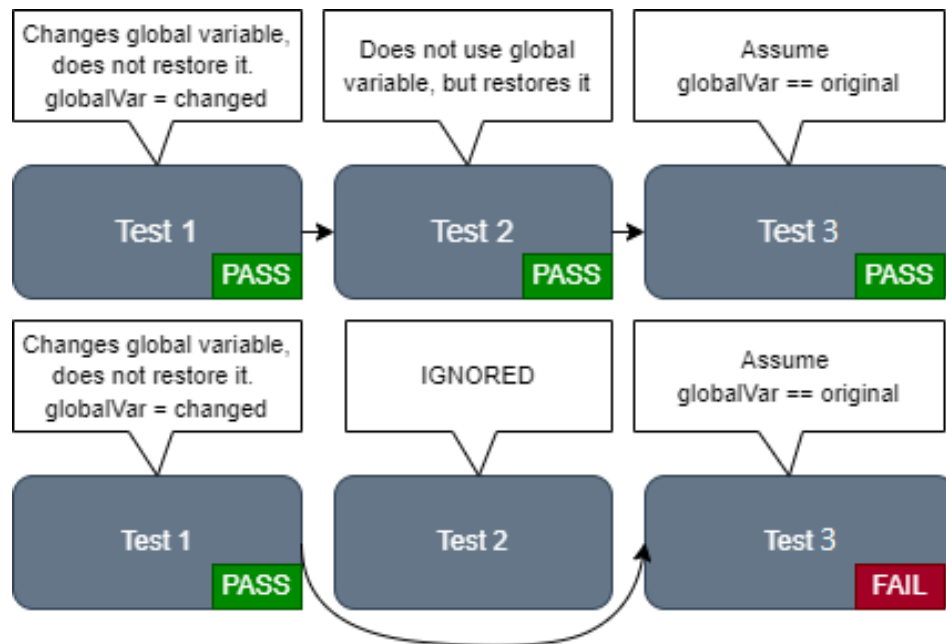 Changes global variable,
does not restore it.
globalVar = changed
Does not use global
variable, but restores it
Assume
globalVar == original
Test 1
PASS
Test 2
PASS
Test 3
PASS
Changes global variable,
does not restore it.
globalVar = changed
IGNORED
Assume
globalVar == original
Test 1
PASS
Test 2
Test 3
FAIL